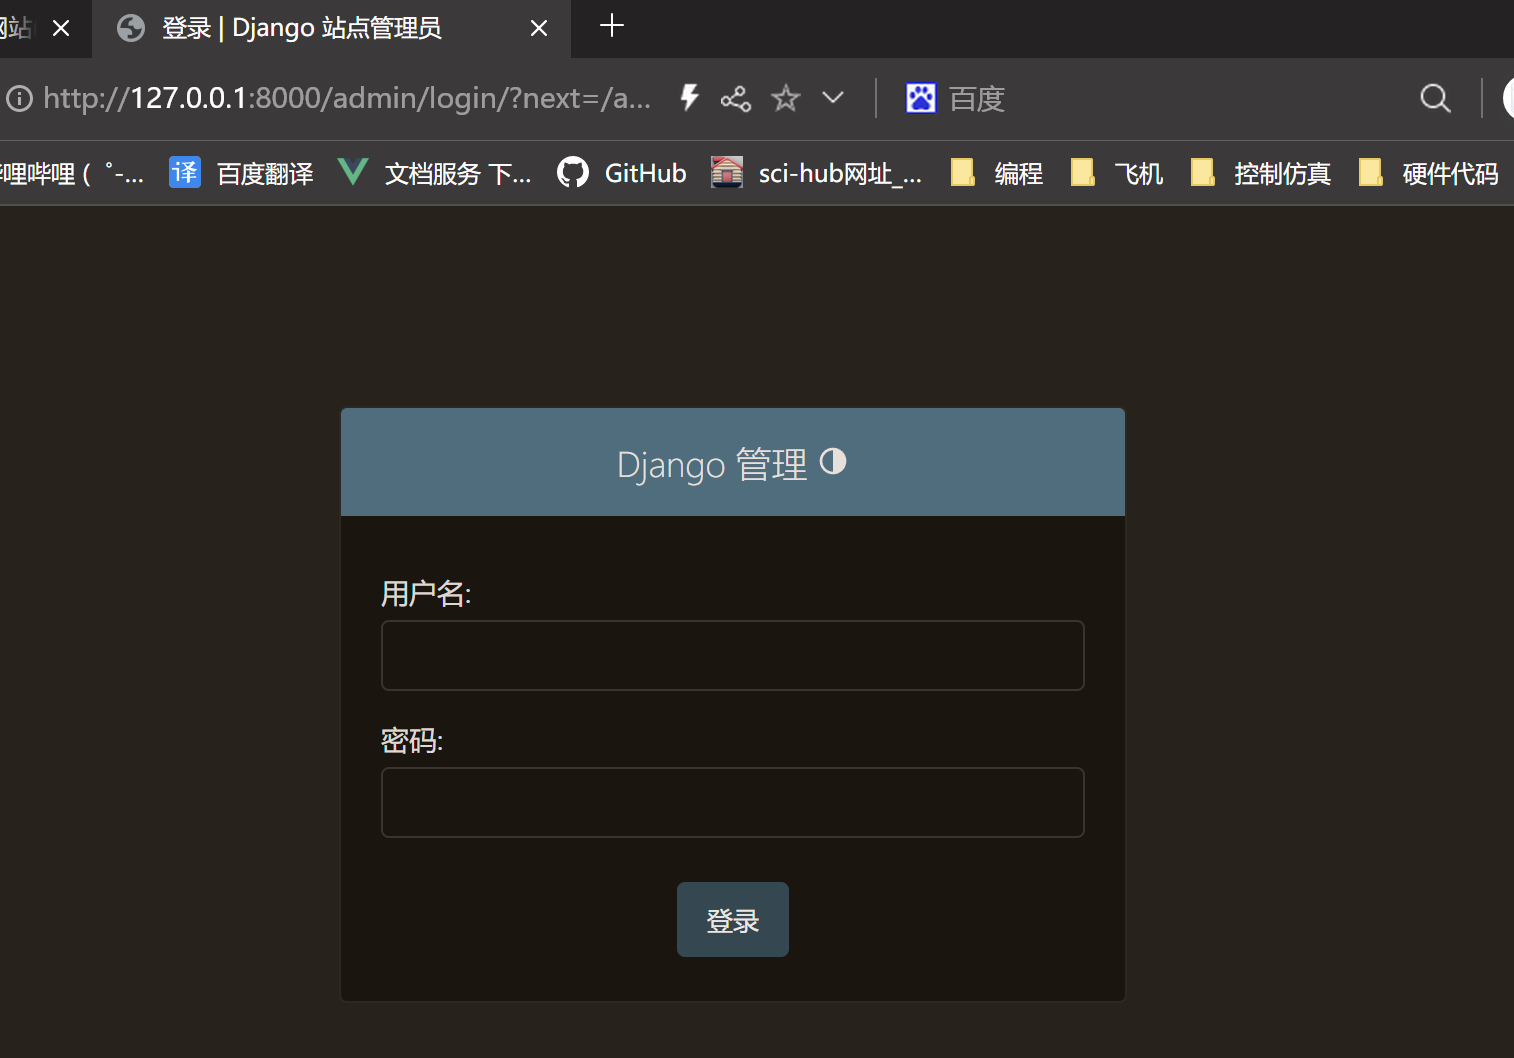 网站
登录 | Django 站点管理员
http://127.0.0.1:8000/admin/login/?next=/a...
百度
哔哩哔哩 ( ゜-...
译 百度翻译
文档服务 下...
GitHub
sci-hub网址_...
编程
飞机
控制仿真
硬件代码
Django 管理
用户名:
密码:
登录